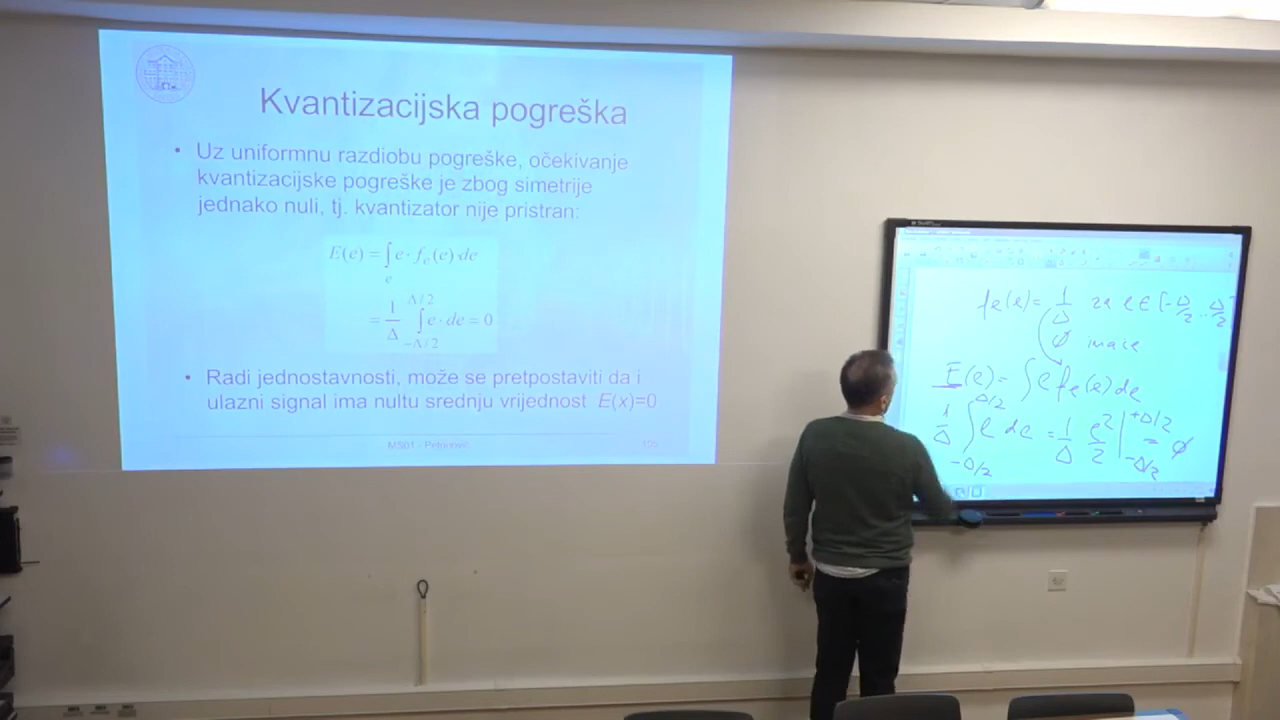 Kvantizacijska pogreška
• Uz uniformnu razdiobu pogreške, očekivanje
kvantizacijske pogreške je zbog simetrije
jednako nuli, tj. kvantizator nije pristran:
E(e) = ∫ₑ e · fₑ(e) · de
= 1/Δ ∫_{-Δ/2}^{Δ/2} e · de = 0
• Radi jednostavnosti, može se pretpostaviti da i
ulazni signal ima nultu srednju vrijednost E(x)=0
MS01 - Petrinović
fe(e) = 1/Δ za e ∈ [-Δ/2 .. Δ/2
∅ inače
E(e) = ∫ e fe(e) de
1/Δ ∫_{-Δ/2}^{Δ/2} e de = 1/Δ e²/2 |_{-Δ/2}^{+Δ/2} = ∅